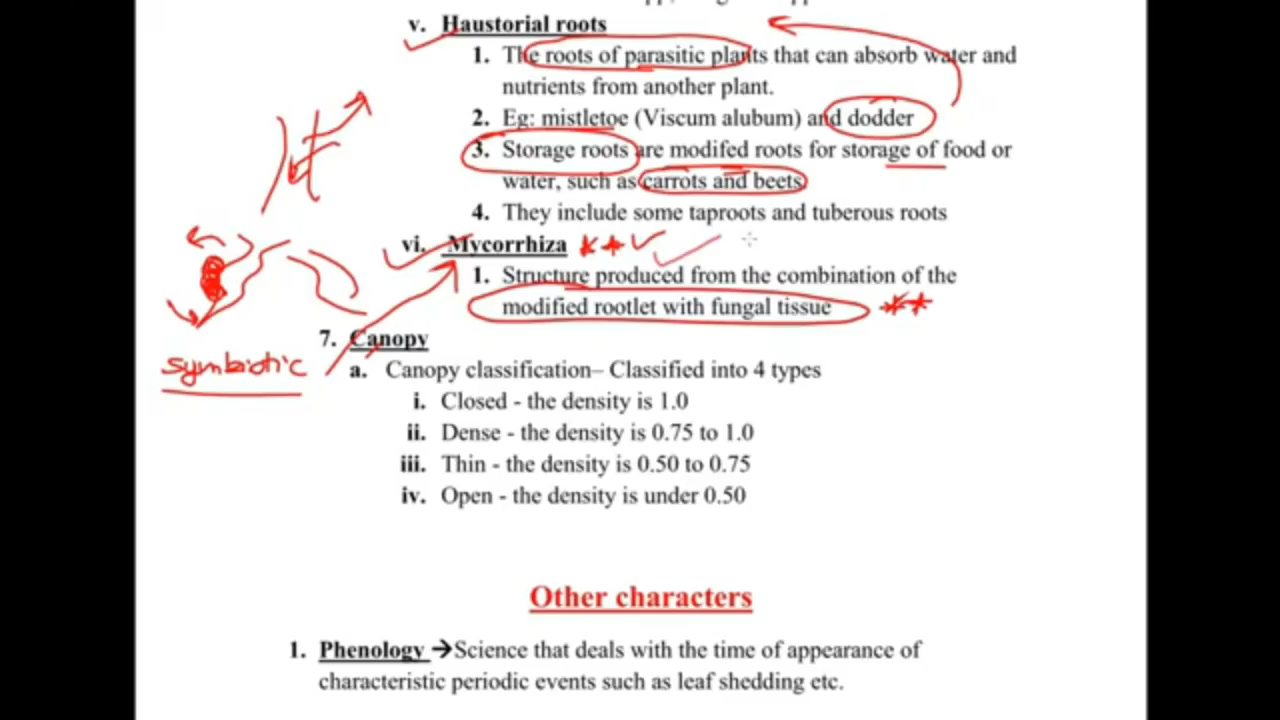 v. Haustorial roots
1. The roots of parasitic plants that can absorb water and
nutrients from another plant.
2. Eg: mistletoe (Viscum alubum) and dodder
3. Storage roots are modifed roots for storage of food or
water, such as carrots and beets
4. They include some taproots and tuberous roots
vi. Mycorrhiza
1. Structure produced from the combination of the
modified rootlet with fungal tissue
7. Canopy
symbiotic
a. Canopy classification– Classified into 4 types
i. Closed - the density is 1.0
ii. Dense - the density is 0.75 to 1.0
iii. Thin - the density is 0.50 to 0.75
iv. Open - the density is under 0.50
Other characters
1. Phenology →Science that deals with the time of appearance of
characteristic periodic events such as leaf shedding etc.